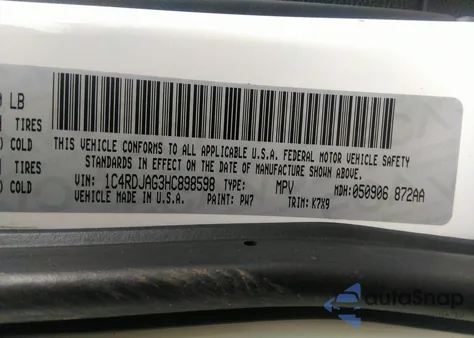 LB
TIRES
COLD
TIRES
COLD
THIS VEHICLE CONFORMS TO ALL APPLICABLE U.S.A. FEDERAL MOTOR VEHICLE SAFETY
STANDARDS IN EFFECT ON THE DATE OF MANUFACTURE SHOWN ABOVE.
VIN: 1C4RDJAG3HC898598 TYPE: MPV MDH: 050906 872AA
VEHICLE MADE IN U.S.A. PAINT: PW7 TRIM: K7X9
autoSnap